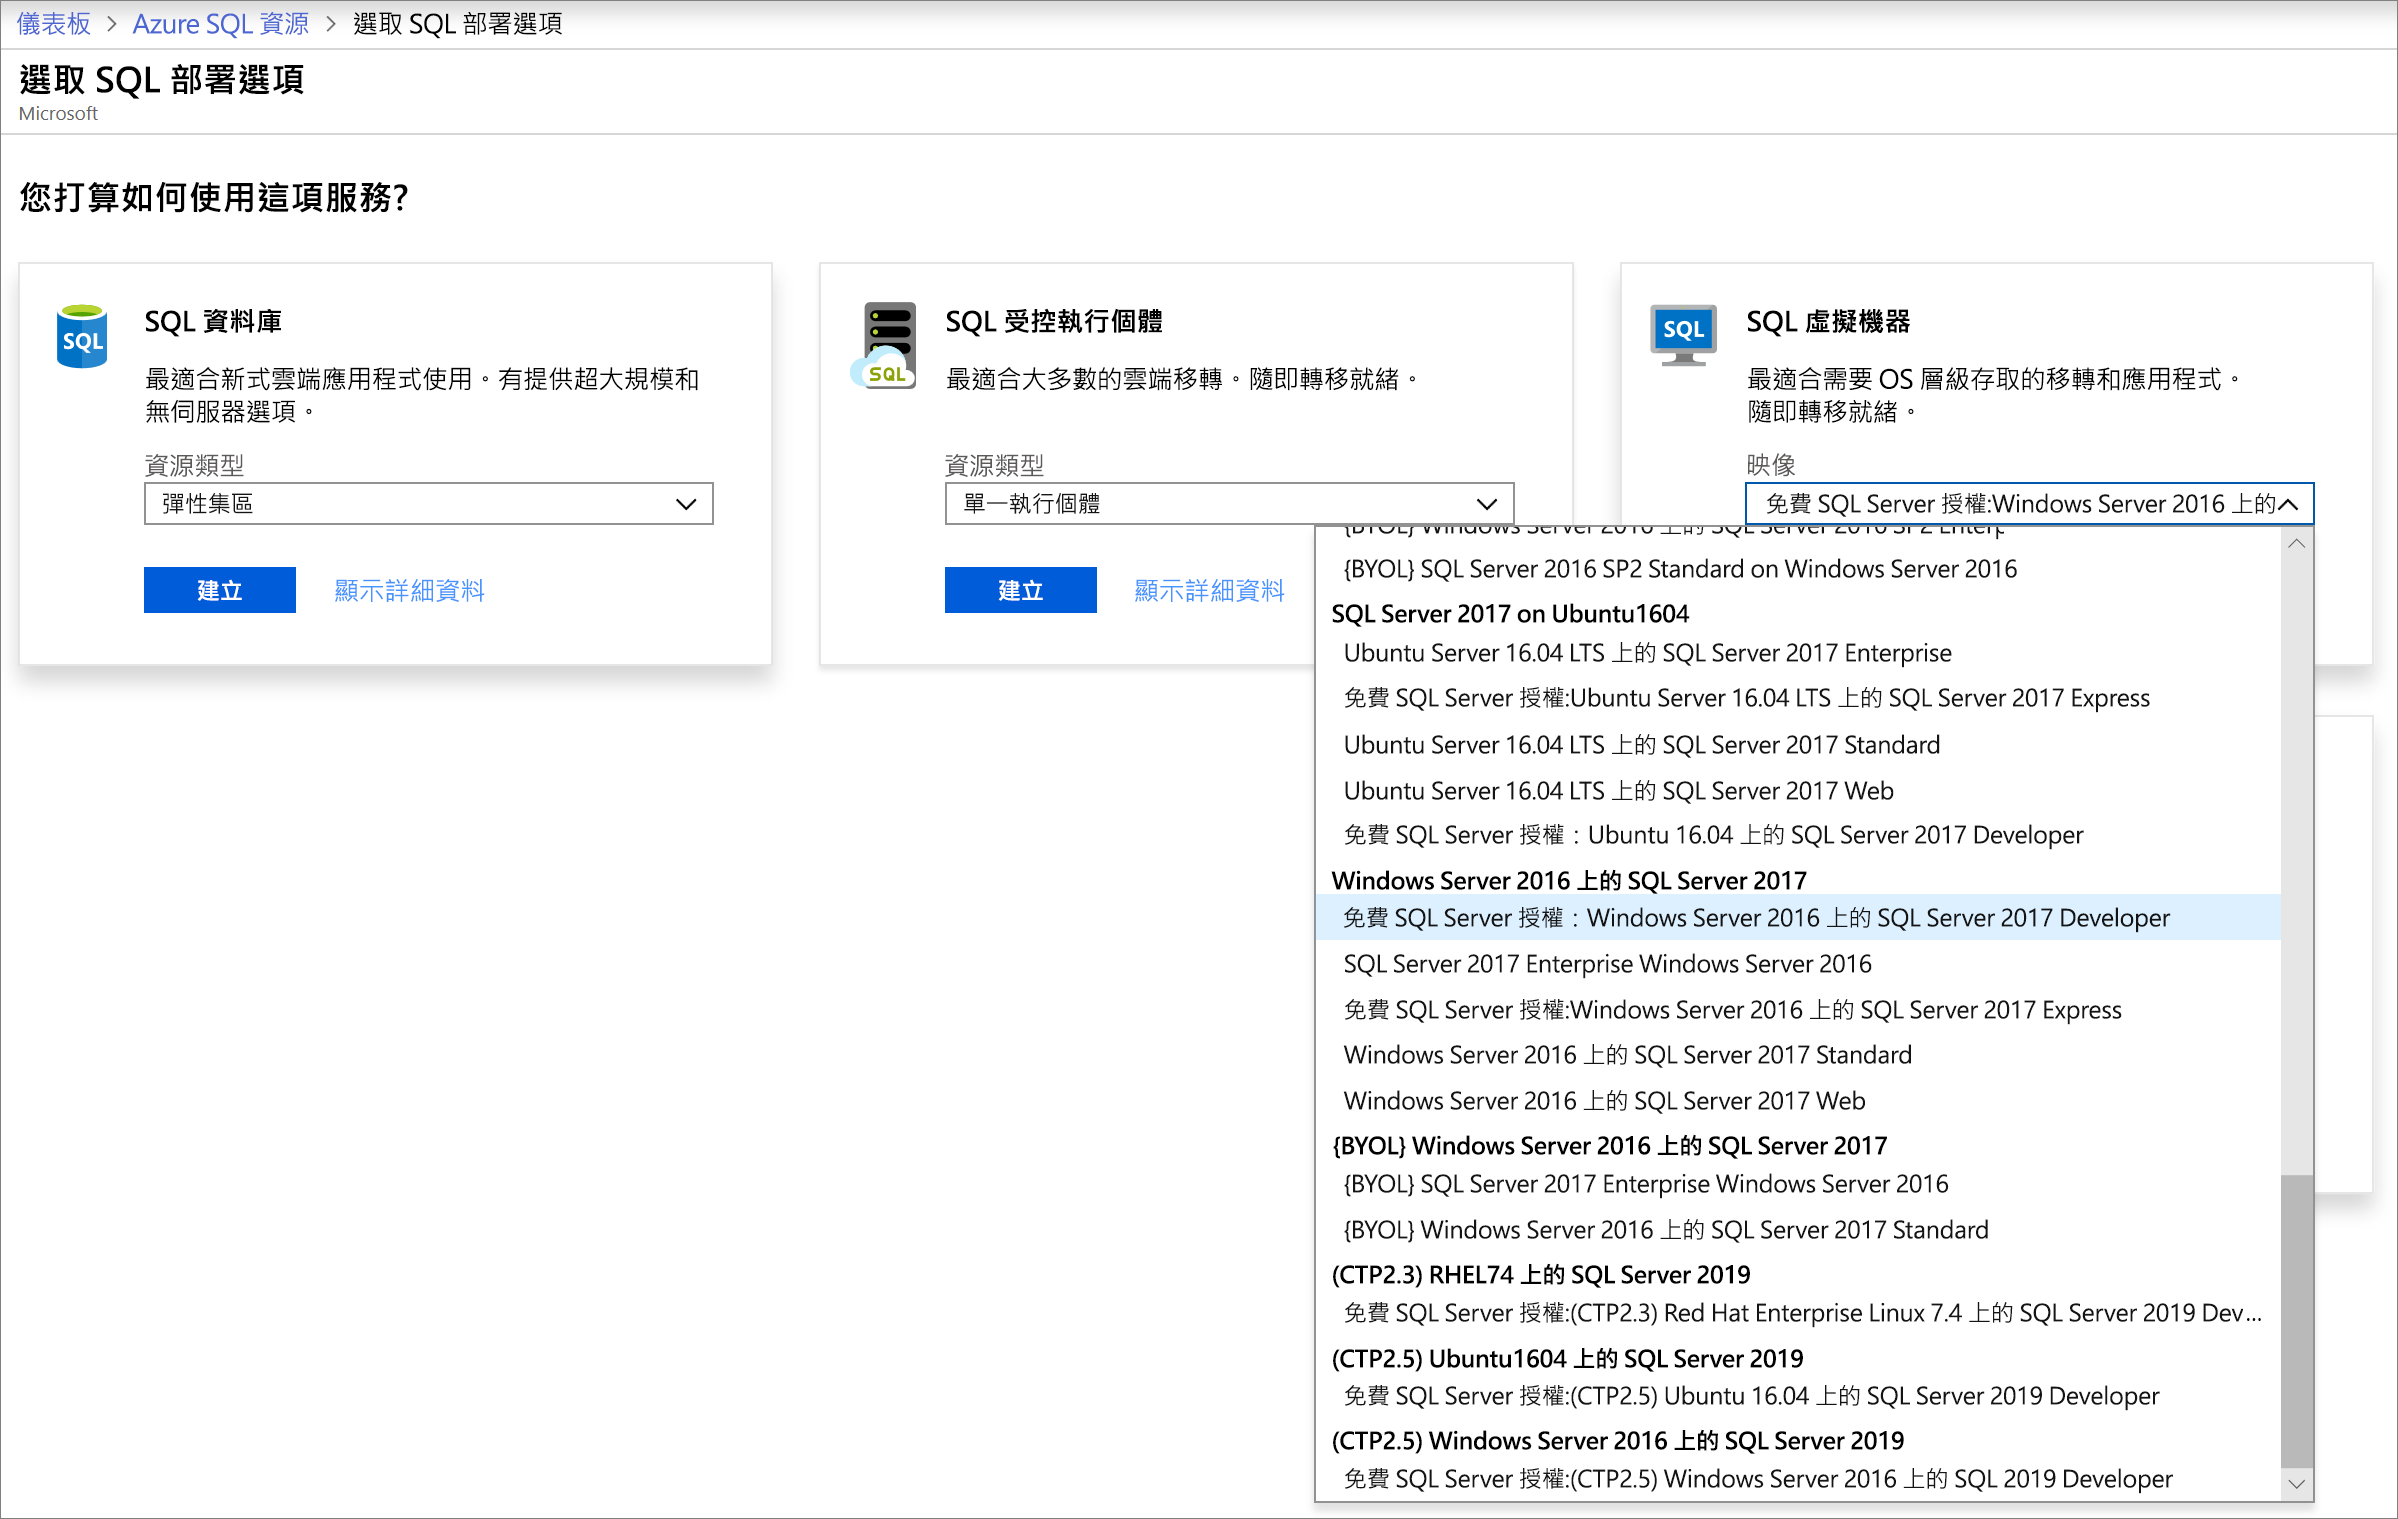 儀表板 > Azure SQL 資源 > 選取 SQL 部署選項
選取 SQL 部署選項
Microsoft
您打算如何使用這項服務?
SQL
SQL 資料庫
最適合新式雲端應用程式使用。有提供超大規模和
無伺服器選項。
資源類型
彈性集區
建立
顯示詳細資料
SQL
SQL 受控執行個體
最適合大多數的雲端移轉。隨即轉移就緒。
資源類型
單一執行個體
建立
顯示詳細資料
SQL
SQL 虛擬機器
最適合需要 OS 層級存取的移轉和應用程式。
隨即轉移就緒。
映像
免費 SQL Server 授權:Windows Server 2016 上的
{BYOL} Windows Server 2016 上的 SQL Server 2016 SP2 Enterp
{BYOL} SQL Server 2016 SP2 Standard on Windows Server 2016
SQL Server 2017 on Ubuntu1604
Ubuntu Server 16.04 LTS 上的 SQL Server 2017 Enterprise
免費 SQL Server 授權:Ubuntu Server 16.04 LTS 上的 SQL Server 2017 Express
Ubuntu Server 16.04 LTS 上的 SQL Server 2017 Standard
Ubuntu Server 16.04 LTS 上的 SQL Server 2017 Web
免費 SQL Server 授權：Ubuntu 16.04 上的 SQL Server 2017 Developer
Windows Server 2016 上的 SQL Server 2017
免費 SQL Server 授權：Windows Server 2016 上的 SQL Server 2017 Developer
SQL Server 2017 Enterprise Windows Server 2016
免費 SQL Server 授權:Windows Server 2016 上的 SQL Server 2017 Express
Windows Server 2016 上的 SQL Server 2017 Standard
Windows Server 2016 上的 SQL Server 2017 Web
{BYOL} Windows Server 2016 上的 SQL Server 2017
{BYOL} SQL Server 2017 Enterprise Windows Server 2016
{BYOL} Windows Server 2016 上的 SQL Server 2017 Standard
(CTP2.3) RHEL74 上的 SQL Server 2019
免費 SQL Server 授權:(CTP2.3) Red Hat Enterprise Linux 7.4 上的 SQL Server 2019 Dev...
(CTP2.5) Ubuntu1604 上的 SQL Server 2019
免費 SQL Server 授權:(CTP2.5) Ubuntu 16.04 上的 SQL Server 2019 Developer
(CTP2.5) Windows Server 2016 上的 SQL Server 2019
免費 SQL Server 授權:(CTP2.5) Windows Server 2016 上的 SQL 2019 Developer